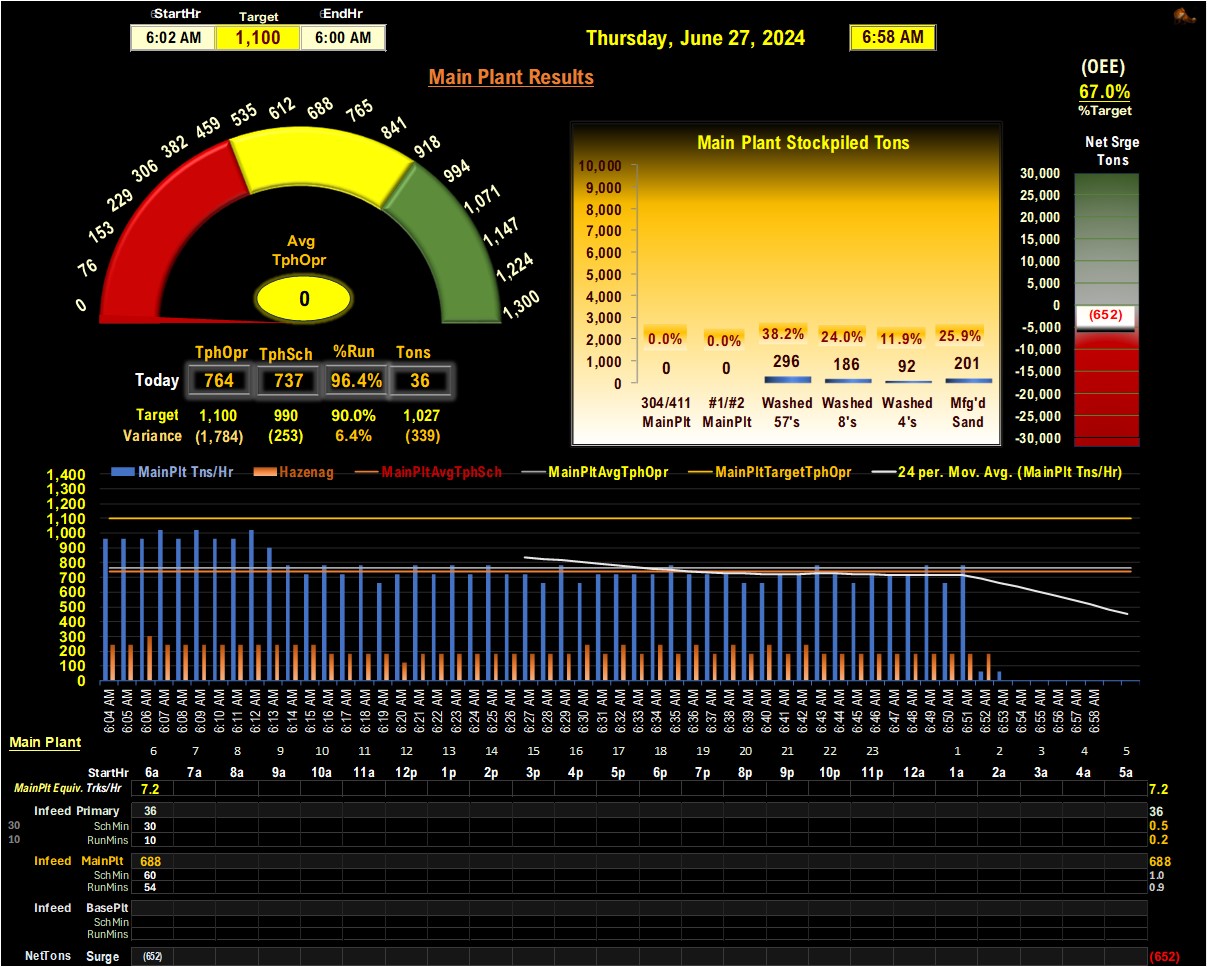 StartHr Target EndHr
6:02 AM 1,100 6:00 AM
Thursday, June 27, 2024 6:58 AM
Main Plant Results
(OEE)
67.0%
%Target
0 76 153 229 306 382 459 535 612 688 765 841 918 994 1,071 1,147 1,224 1,300
Avg
TphOpr
0
TphOpr TphSch %Run Tons
Today 764 737 96.4% 36
Target 1,100 990 90.0% 1,027
Variance (1,784) (253) 6.4% (339)
Main Plant Stockpiled Tons
10,000
9,000
8,000
7,000
6,000
5,000
4,000
3,000
2,000
1,000
0
0.0% 0.0% 38.2% 24.0% 11.9% 25.9%
0 0 296 186 92 201
304/411 #1/#2 Washed Washed Washed Mfg'd
MainPlt MainPlt 57's 8's 4's Sand
Net Srge
Tons
30,000
25,000
20,000
15,000
10,000
5,000
0
(652)
-5,000
-10,000
-15,000
-20,000
-25,000
-30,000
MainPlt Tns/Hr Hazenag MainPltAvgTphSch MainPltAvgTphOpr MainPltTargetTphOpr 24 per. Mov. Avg. (MainPlt Tns/Hr)
1,400
1,300
1,200
1,100
1,000
900
800
700
600
500
400
300
200
100
0
6:04 AM 6:05 AM 6:06 AM 6:07 AM 6:08 AM 6:09 AM 6:10 AM 6:11 AM 6:12 AM 6:13 AM 6:14 AM 6:15 AM 6:16 AM 6:17 AM 6:18 AM 6:19 AM 6:20 AM 6:21 AM 6:22 AM 6:23 AM 6:24 AM 6:25 AM 6:26 AM 6:27 AM 6:28 AM 6:29 AM 6:30 AM 6:31 AM 6:32 AM 6:33 AM 6:34 AM 6:35 AM 6:36 AM 6:37 AM 6:38 AM 6:39 AM 6:40 AM 6:41 AM 6:42 AM 6:43 AM 6:44 AM 6:45 AM 6:46 AM 6:47 AM 6:48 AM 6:49 AM 6:50 AM 6:51 AM 6:52 AM 6:53 AM 6:54 AM 6:55 AM 6:56 AM 6:57 AM 6:58 AM
Main Plant
6 7 8 9 10 11 12 13 14 15 16 17 18 19 20 21 22 23 1 2 3 4 5
StartHr 6a 7a 8a 9a 10a 11a 12p 1p 2p 3p 4p 5p 6p 7p 8p 9p 10p 11p 12a 1a 2a 3a 4a 5a
MainPlt Equiv. Trks/Hr 7.2 7.2
Infeed Primary 36 36
30 SchMin 30 0.5
10 RunMins 10 0.2
Infeed MainPlt 688 688
SchMin 60 1.0
RunMins 54 0.9
Infeed BasePlt
SchMin
RunMins
NetTons Surge (652) (652)